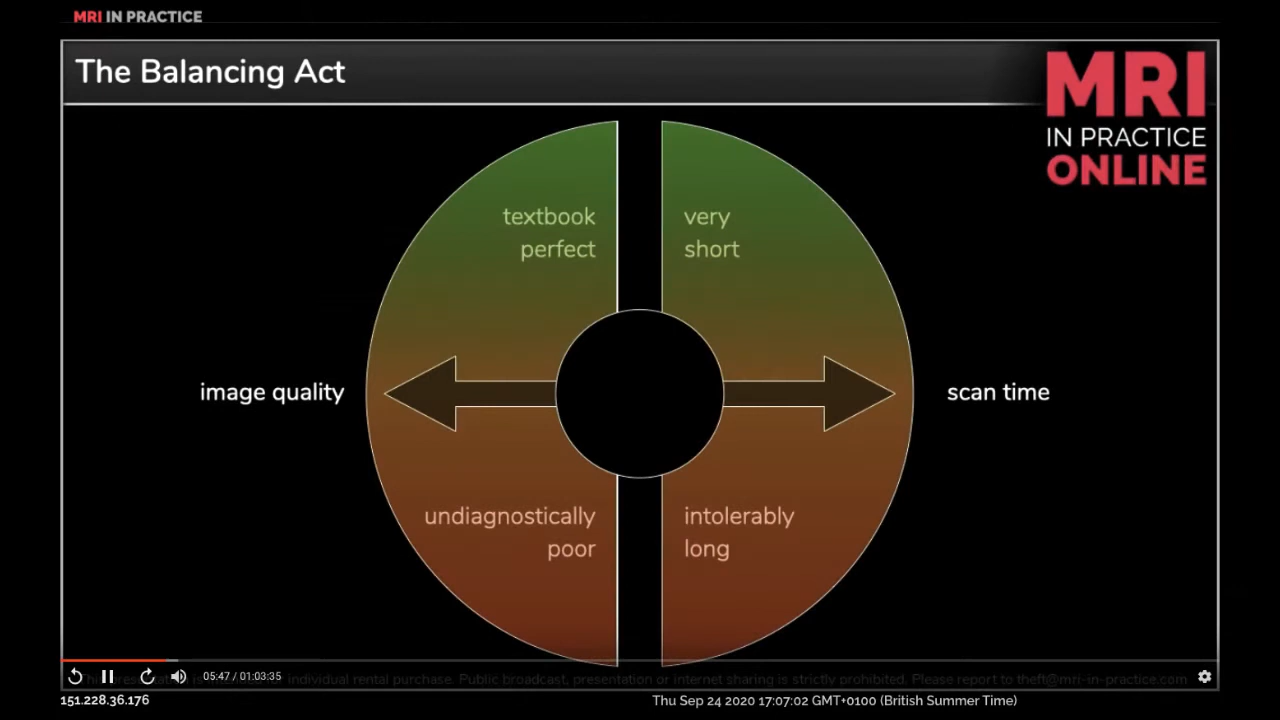 MRI IN PRACTICE
The Balancing Act
MRI
IN PRACTICE
ONLINE
textbook
perfect
very
short
image quality
scan time
undiagnostically
poor
intolerably
long
05:47 / 01:03:35
individual rental purchase. Public broadcast, presentation or internet sharing is strictly prohibited. Please report to theft@mri-in-practice.com
151.228.36.176
Thu Sep 24 2020 17:07:02 GMT+0100 (British Summer Time)